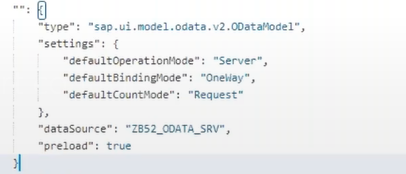 "": {
"type": "sap.ui.model.odata.v2.ODataModel",
"settings": {
"defaultOperationMode": "Server",
"defaultBindingMode": "OneWay",
"defaultCountMode": "Request"
},
"dataSource": "ZB52_ODATA_SRV",
"preload": true
}